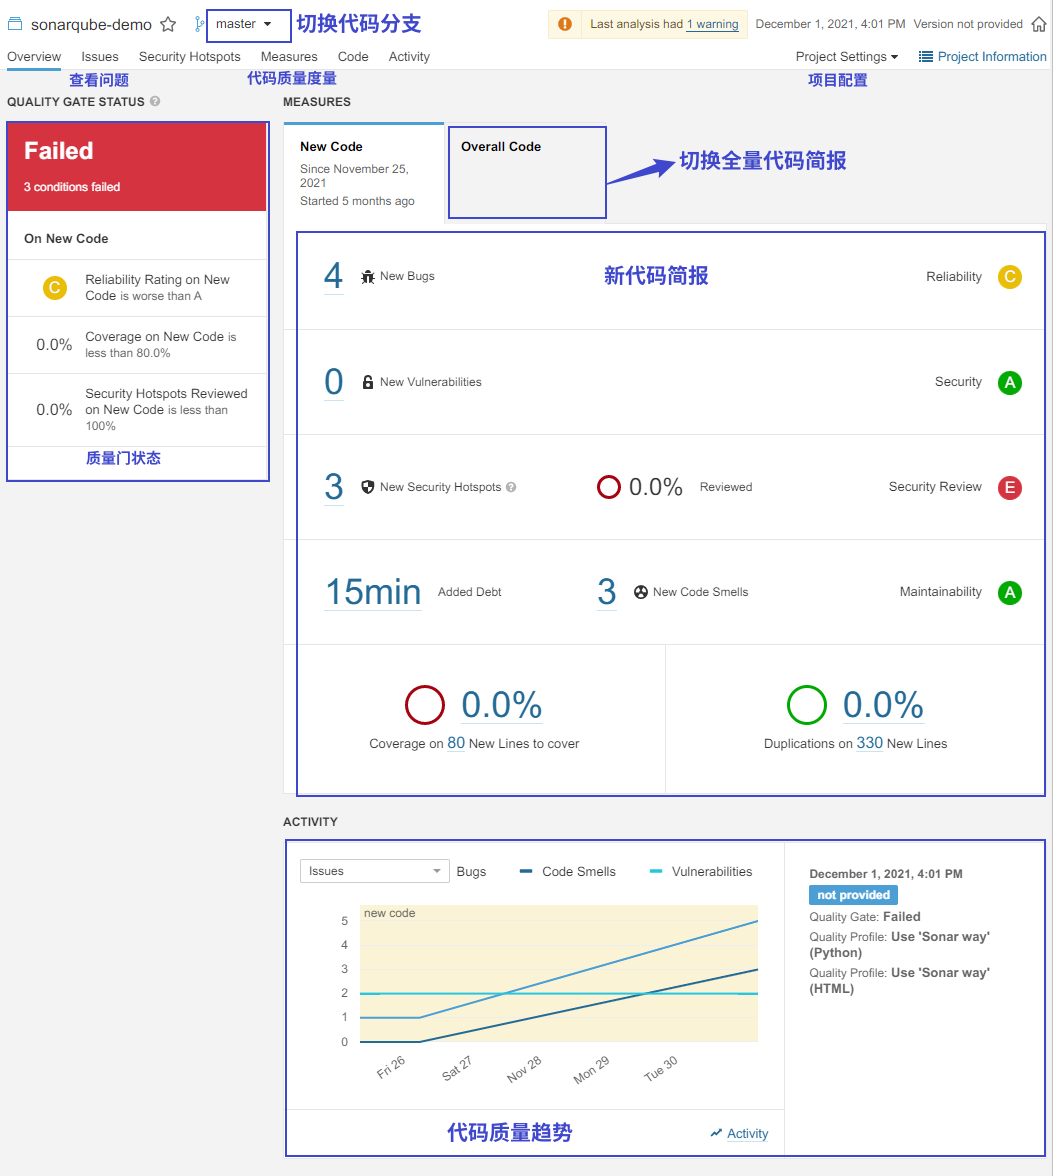 sonarqube-demo master 切换代码分支 Last analysis had 1 warning December 1, 2021, 4:01 PM Version not provided
Overview Issues Security Hotspots Measures Code Activity Project Settings Project Information
查看问题 代码质量度量 项目配置
QUALITY GATE STATUS
Failed
3 conditions failed
On New Code
C Reliability Rating on New
Code is worse than A
0.0% Coverage on New Code is
less than 80.0%
0.0% Security Hotspots Reviewed
on New Code is less than
100%
质量门状态
MEASURES
New Code
Since November 25,
2021
Started 5 months ago
Overall Code
切换全量代码简报
新代码简报
4 New Bugs Reliability C
0 New Vulnerabilities Security A
3 New Security Hotspots 0.0% Reviewed Security Review E
15min Added Debt 3 New Code Smells Maintainability A
0.0%
Coverage on 80 New Lines to cover
0.0%
Duplications on 330 New Lines
ACTIVITY
Issues Bugs Code Smells Vulnerabilities
new code
5
4
3
2
1
0
Fri 26 Sat 27 Nov 28 Mon 29 Tue 30
代码质量趋势 Activity
December 1, 2021, 4:01 PM
not provided
Quality Gate: Failed
Quality Profile: Use 'Sonar way'
(Python)
Quality Profile: Use 'Sonar way'
(HTML)